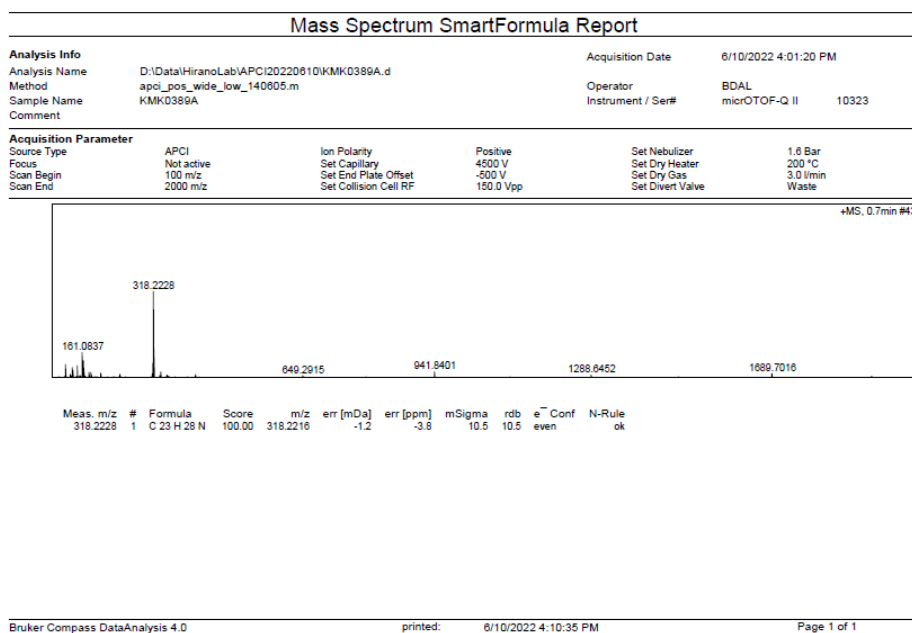 Mass Spectrum SmartFormula Report
Analysis Info Acquisition Date 6/10/2022 4:01:20 PM
Analysis Name D:\Data\HiranoLab\APCI20220610\KMK0389A.d
Method apci_pos_wide_low_140605.m Operator BDAL
Sample Name KMK0389A Instrument / Ser# micrOTOF-Q II 10323
Comment
Acquisition Parameter
Source Type APCI Ion Polarity Positive Set Nebulizer 1.6 Bar
Focus Not active Set Capillary 4500 V Set Dry Heater 200 °C
Scan Begin 100 m/z Set End Plate Offset -500 V Set Dry Gas 3.0 l/min
Scan End 2000 m/z Set Collision Cell RF 150.0 Vpp Set Divert Valve Waste
+MS, 0.7min
318.2228
161.0837
649.2915 941.8401 1288.6452 1689.7016
Meas. m/z # Formula Score m/z err [mDa] err [ppm] mSigma rdb e¯ Conf N-Rule
318.2228 1 C 23 H 28 N 100.00 318.2216 -1.2 -3.8 10.5 10.5 even ok
Bruker Compass DataAnalysis 4.0 printed: 6/10/2022 4:10:35 PM Page 1 of 1